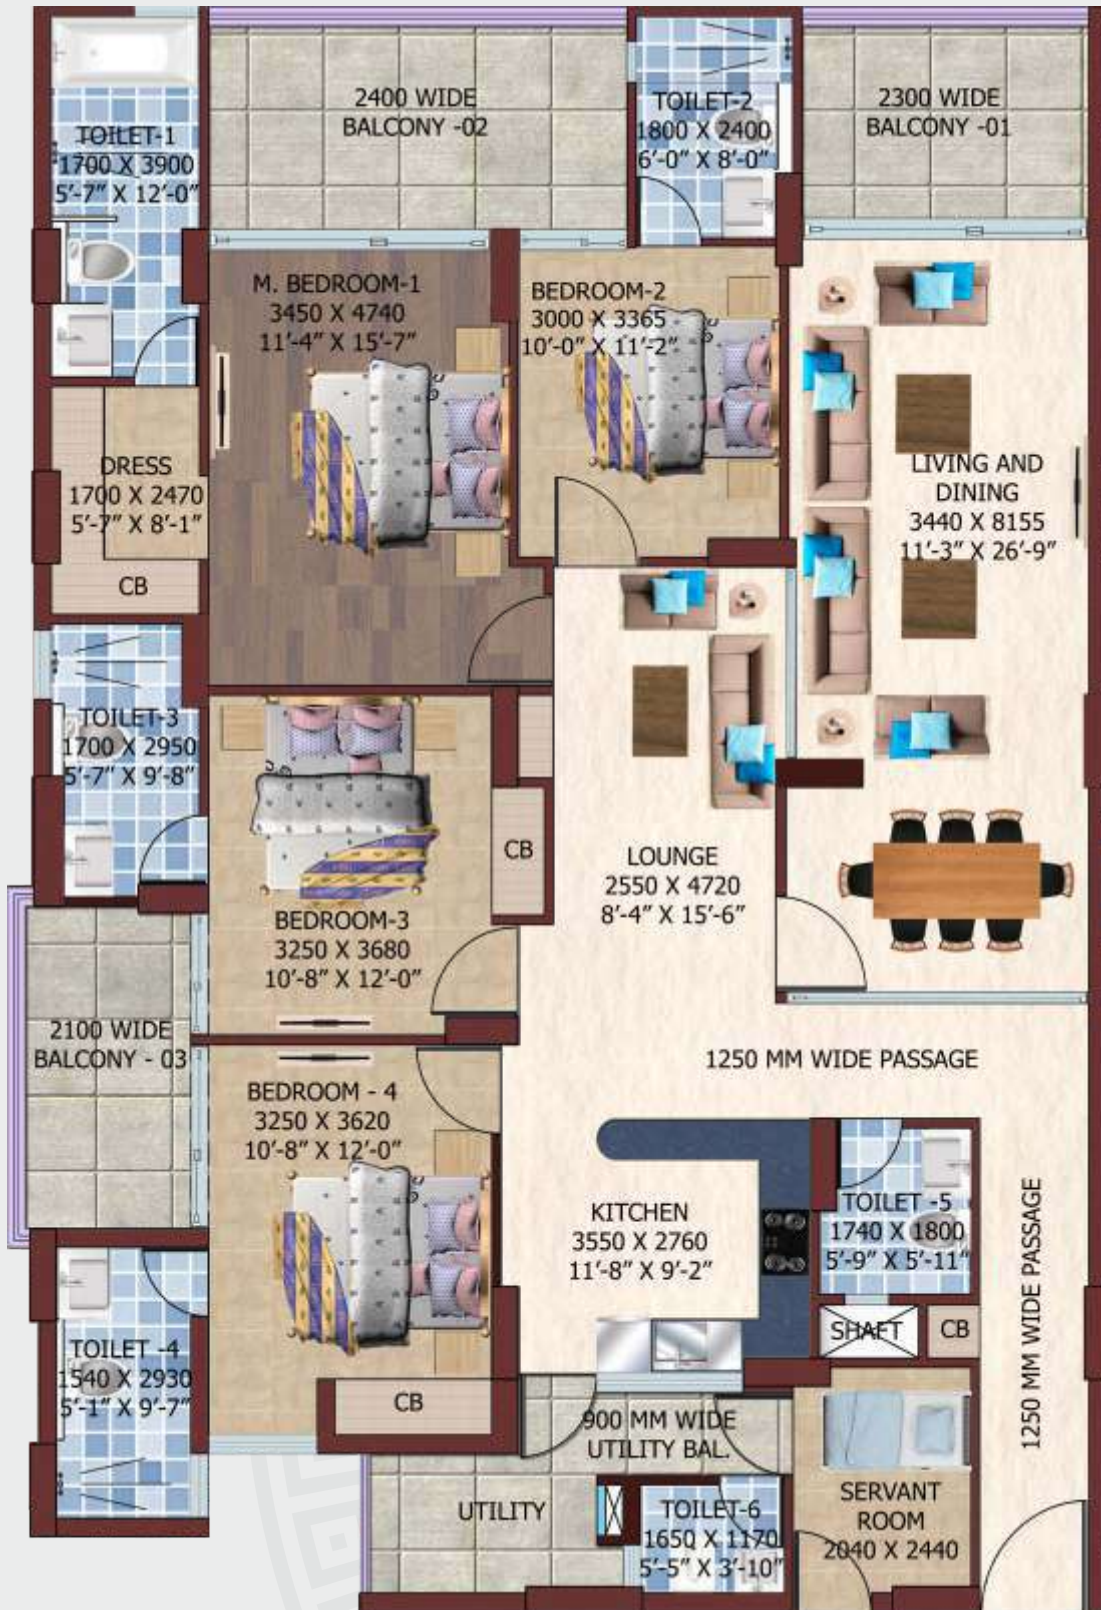 TOILET-1
1700 X 3900
5'-7" X 12'-0"
2400 WIDE
BALCONY -02
TOILET-2
1800 X 2400
6'-0" X 8'-0"
2300 WIDE
BALCONY -01
M. BEDROOM-1
3450 X 4740
11'-4" X 15'-7"
BEDROOM-2
3000 X 3365
10'-0" X 11'-2"
LIVING AND
DINING
3440 X 8155
11'-3" X 26'-9"
DRESS
1700 X 2470
5'-7" X 8'-1"
CB
TOILET-3
1700 X 2950
5'-7" X 9'-8"
CB
LOUNGE
2550 X 4720
8'-4" X 15'-6"
BEDROOM-3
3250 X 3680
10'-8" X 12'-0"
2100 WIDE
BALCONY - 03
1250 MM WIDE PASSAGE
BEDROOM - 4
3250 X 3620
10'-8" X 12'-0"
KITCHEN
3550 X 2760
11'-8" X 9'-2"
TOILET -5
1740 X 1800
5'-9" X 5'-11"
1250 MM WIDE PASSAGE
SHAFT
CB
TOILET -4
1540 X 2930
5'-1" X 9'-7"
CB
900 MM WIDE
UTILITY BAL.
UTILITY
TOILET-6
1650 X 1170
5'-5" X 3'-10"
SERVANT
ROOM
2040 X 2440